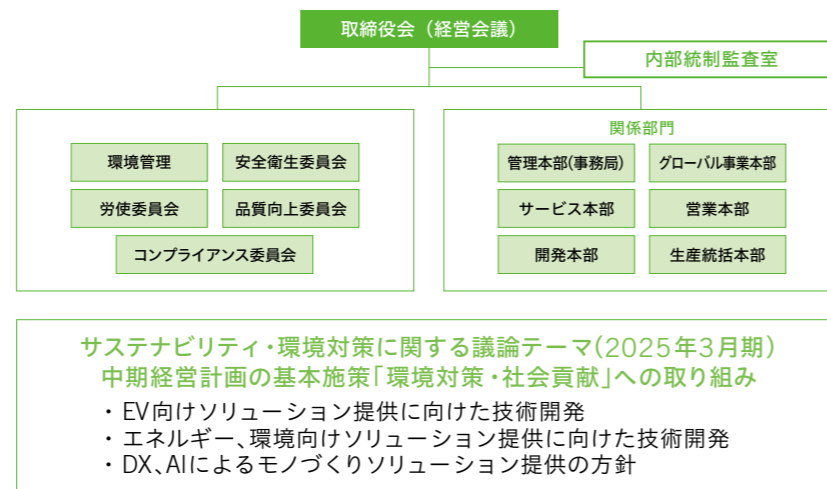 取締役会（経営会議）
内部統制監査室
環境管理
安全衛生委員会
労使委員会
品質向上委員会
コンプライアンス委員会
関係部門
管理本部(事務局)
グローバル事業本部
サービス本部
営業本部
開発本部
生産統括本部
サステナビリティ・環境対策に関する議論テーマ(2025年3月期)
中期経営計画の基本施策「環境対策・社会貢献」への取り組み
・EV向けソリューション提供に向けた技術開発
・エネルギー、環境向けソリューション提供に向けた技術開発
・DX、AIによるモノづくりソリューション提供の方針